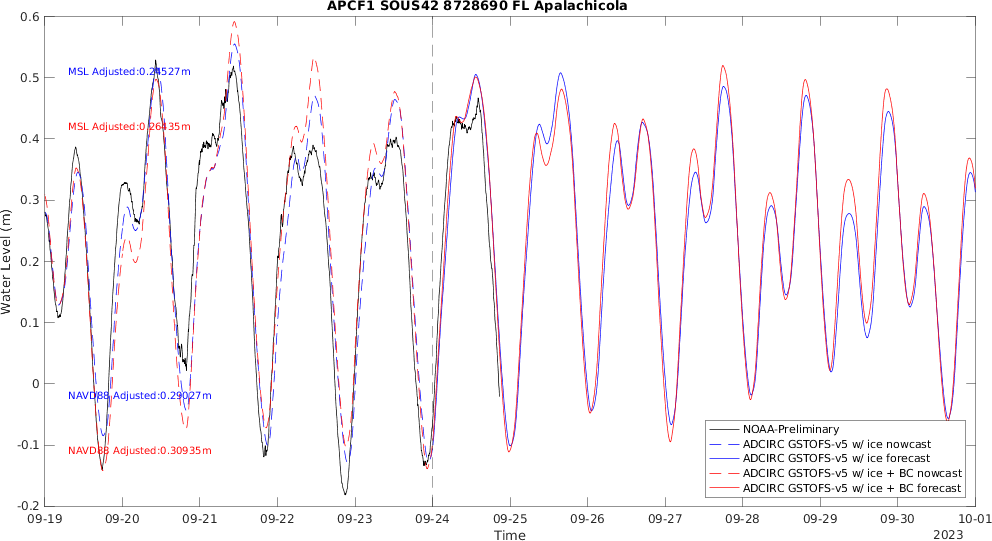 APCF1 SOUS42 8728690 FL Apalachicola
0.6
0.5
0.4
0.3
0.2
0.1
0
-0.1
-0.2
Water Level (m)
MSL Adjusted:0.24527m
MSL Adjusted:0.26435m
NAVD88 Adjusted:0.29027m
NAVD88 Adjusted:0.30935m
NOAA-Preliminary
ADCIRC GSTOFS-v5 w/ ice nowcast
ADCIRC GSTOFS-v5 w/ ice forecast
ADCIRC GSTOFS-v5 w/ ice + BC nowcast
ADCIRC GSTOFS-v5 w/ ice + BC forecast
09-19 09-20 09-21 09-22 09-23 09-24 09-25 09-26 09-27 09-28 09-29 09-30 10-01
Time
2023